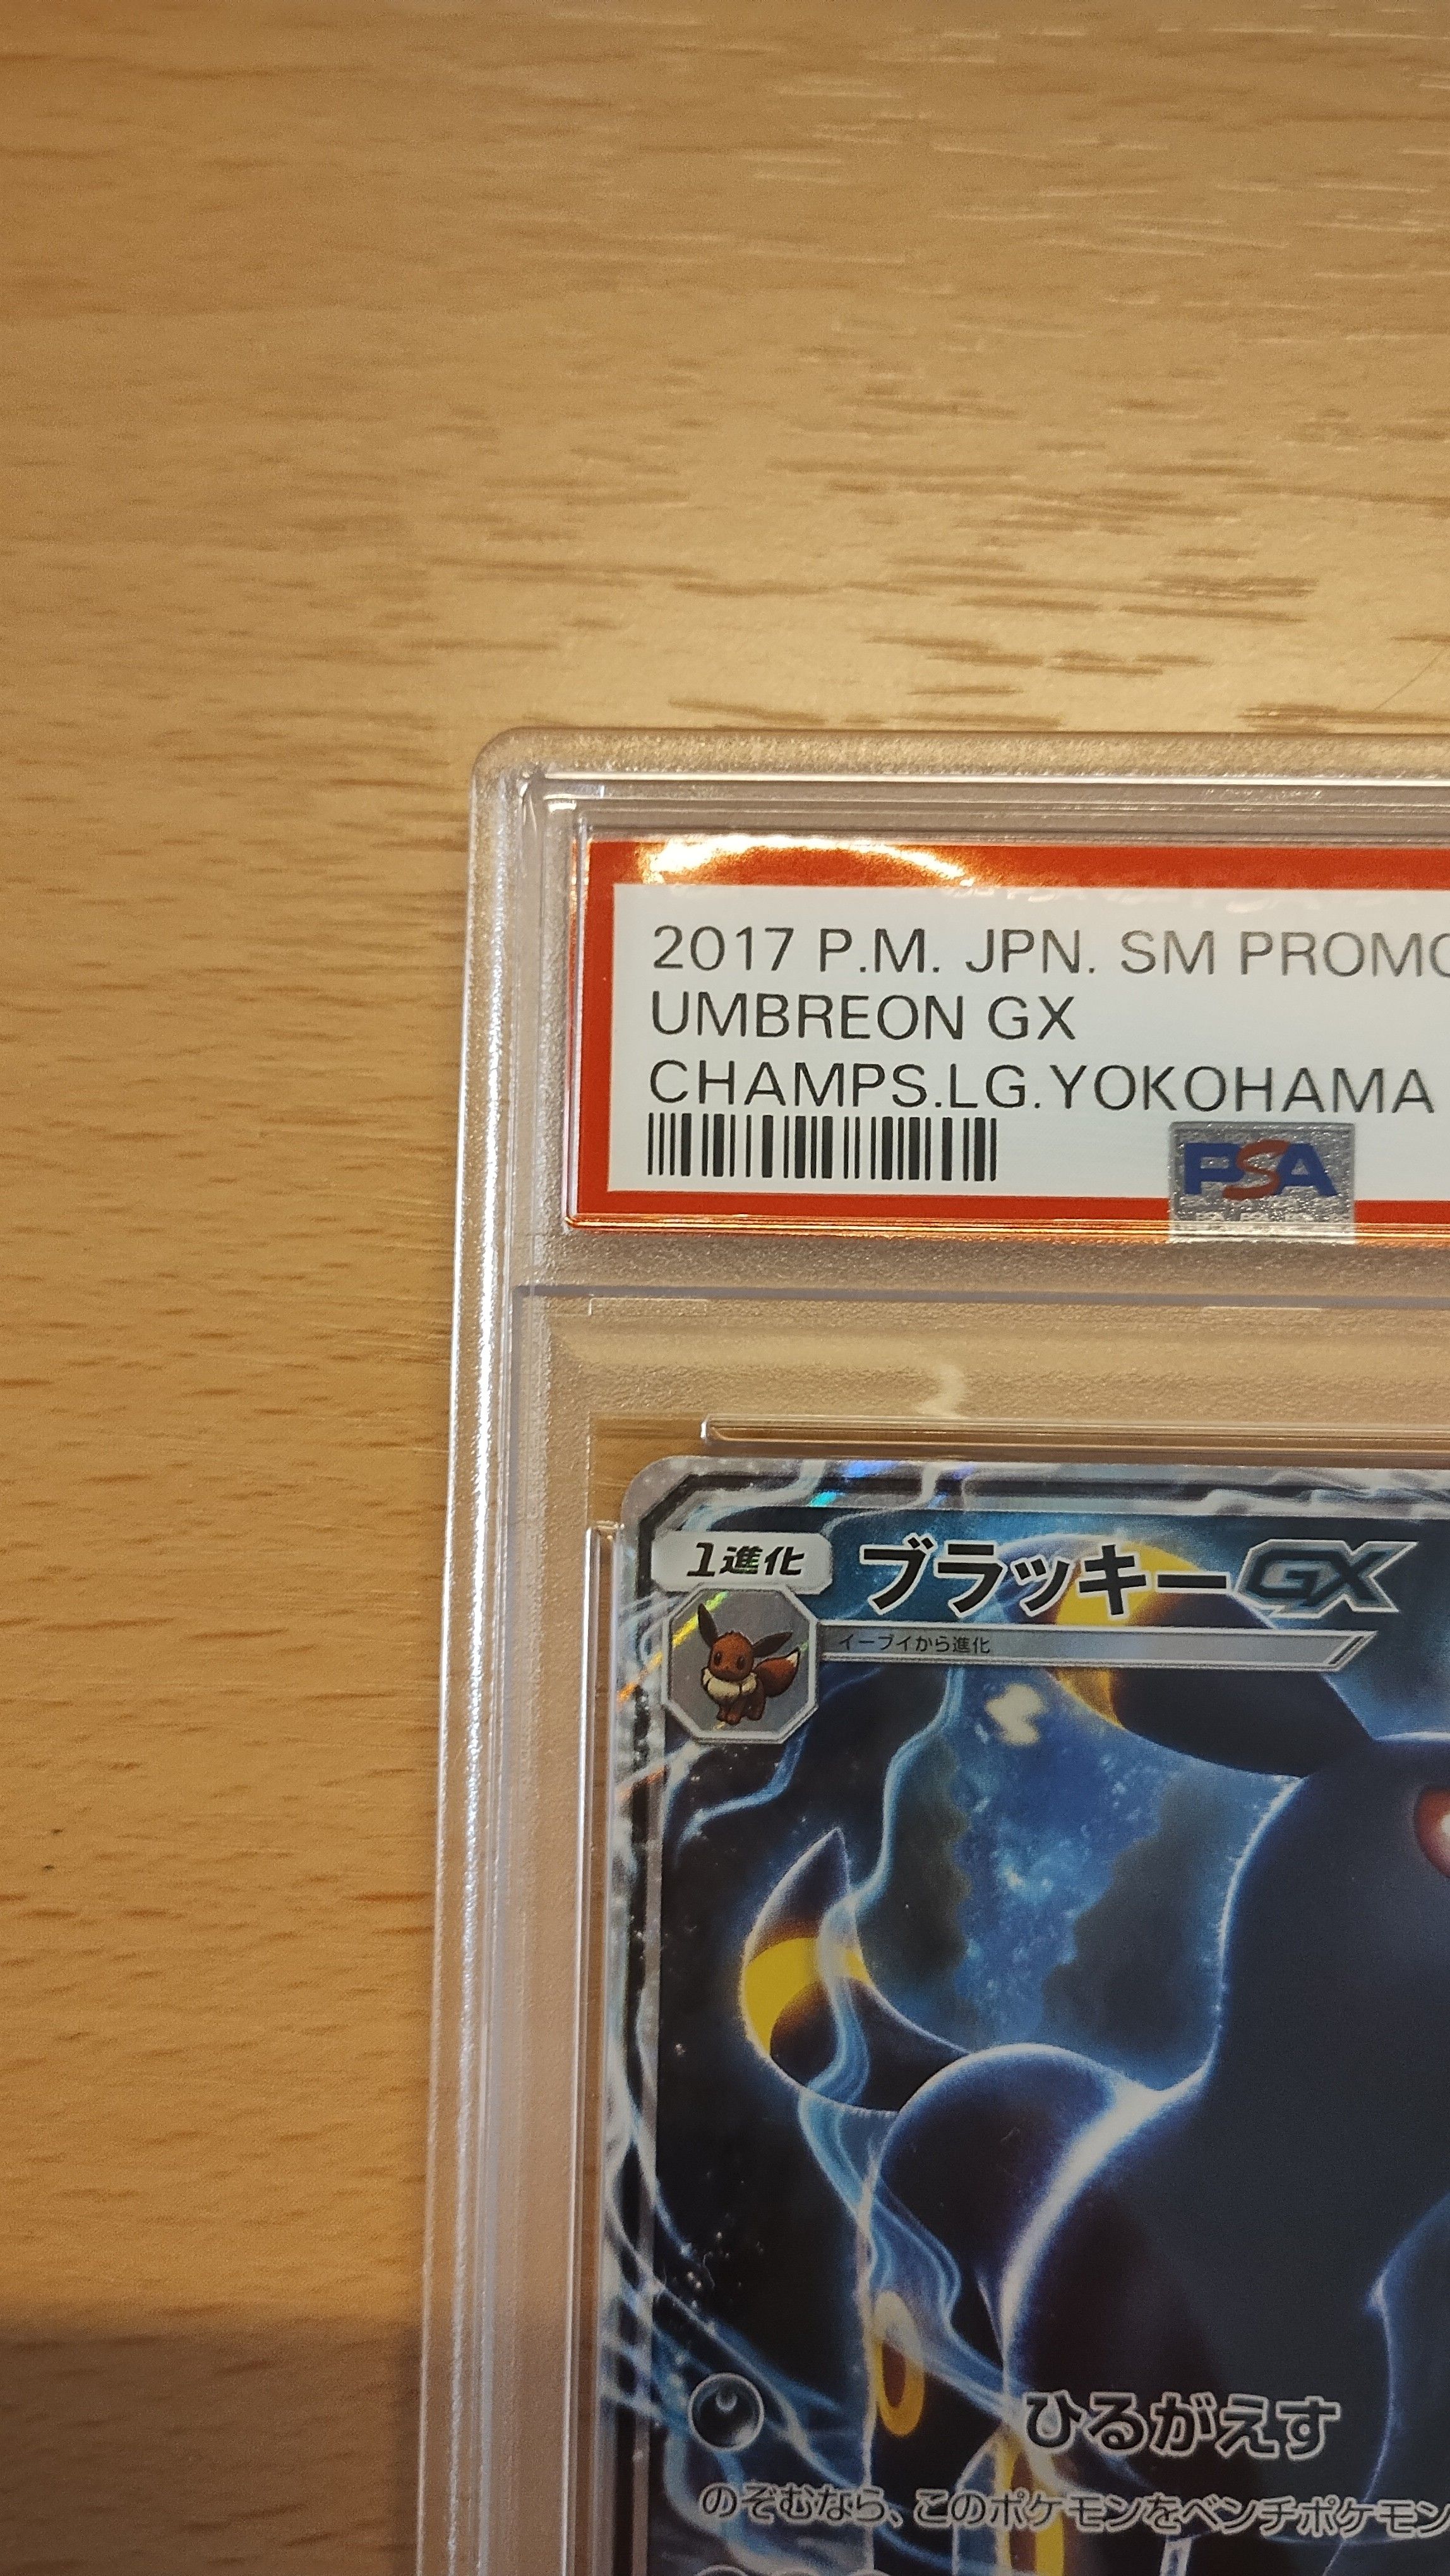 2017 P.M. JPN. SM PROMO
UMBREON GX
CHAMPS.LG.YOKOHAMA
PSA
1進化
ブラッキーGX
イーブイから進化
ひるがえす
のぞむなら、このポケモンをベンチポケモン